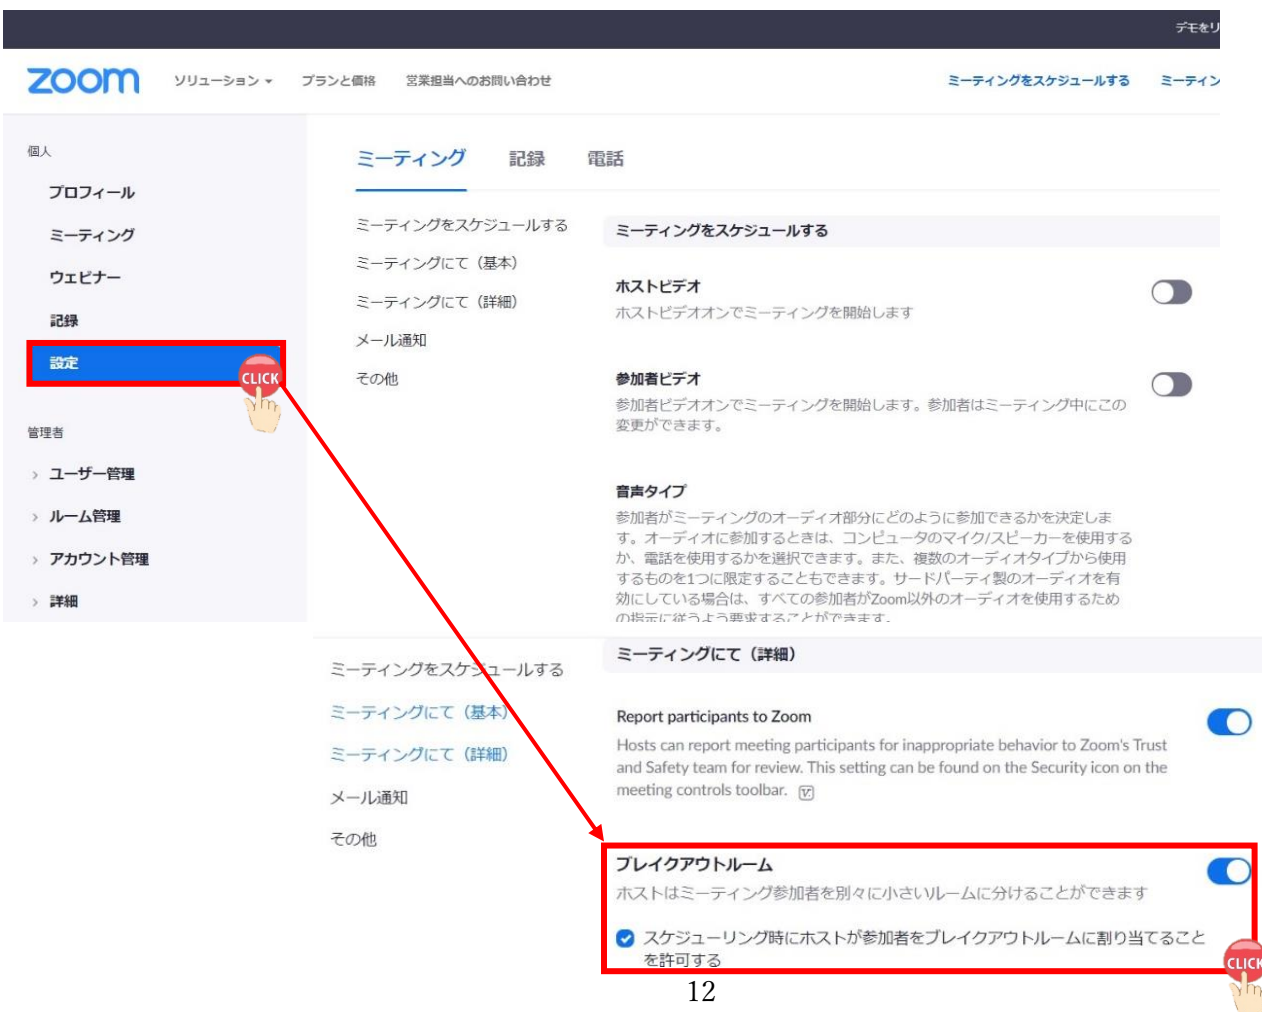 デモをリ
zoom
ソリューション
プランと価格
営業担当へのお問い合わせ
ミーティングをスケジュールする
ミーティン
個人
プロフィール
ミーティング
ウェビナー
記録
設定
CLICK
管理者
ユーザー管理
ルーム管理
アカウント管理
詳細
ミーティング
記録
電話
ミーティングをスケジュールする
ミーティングにて（基本）
ミーティングにて（詳細）
メール通知
その他
ミーティングをスケジュールする
ホストビデオ
ホストビデオオンでミーティングを開始します
参加者ビデオ
参加者ビデオオンでミーティングを開始します。参加者はミーティング中にこの
変更ができます。
音声タイプ
参加者がミーティングのオーディオ部分にどのように参加できるかを決定しま
す。オーディオに参加するときは、コンピュータのマイク/スピーカーを使用する
か、電話を使用するかを選択できます。また、複数のオーディオタイプから使用
するものを1つに限定することもできます。サードパーティ製のオーディオを有
効にしている場合は、すべての参加者がZoom以外のオーディオを使用するため
の指示に従うよう要求することができます。
ミーティングをスケジュールする
ミーティングにて（基本）
ミーティングにて（詳細）
メール通知
その他
ミーティングにて（詳細）
Report participants to Zoom
Hosts can report meeting participants for inappropriate behavior to Zoom's Trust
and Safety team for review. This setting can be found on the Security icon on the
meeting controls toolbar.
ブレイクアウトルーム
ホストはミーティング参加者を別々に小さいルームに分けることができます
スケジューリング時にホストが参加者をブレイクアウトルームに割り当てること
を許可する
CLICK
12